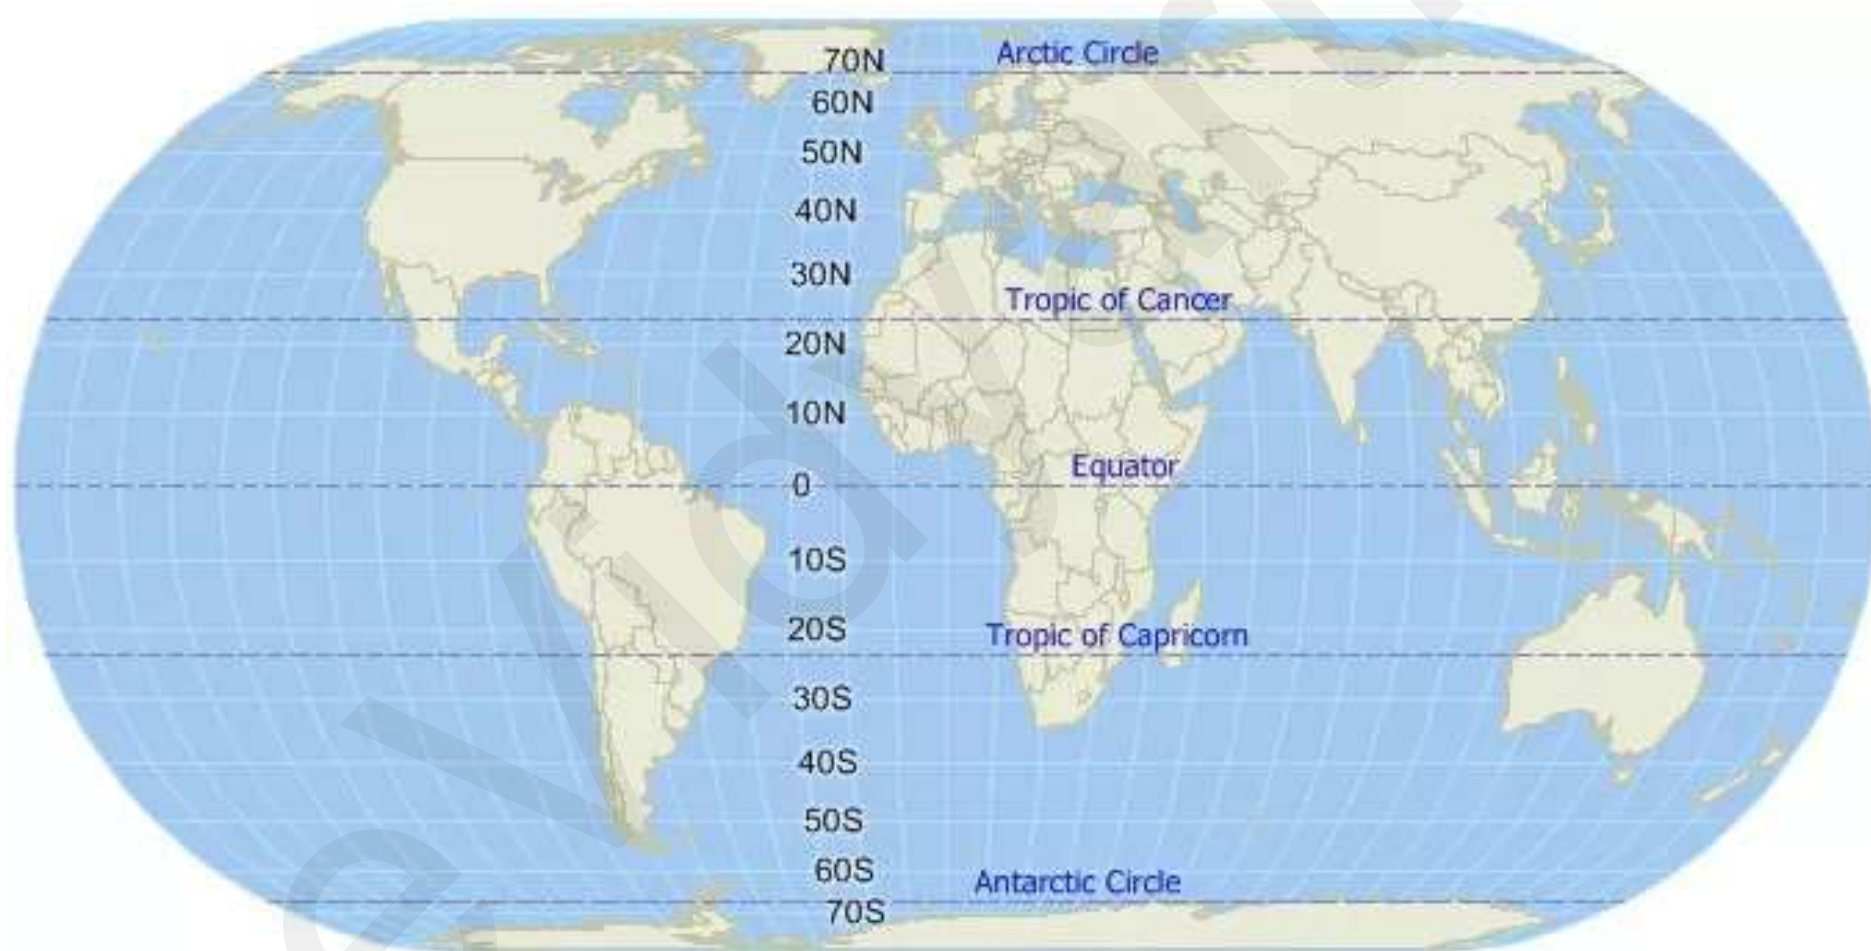 Arctic Circle
70N
60N
50N
40N
30N
Tropic of Cancer
20N
10N
Equator
0
10S
20S
Tropic of Capricorn
30S
40S
50S
60S
Antarctic Circle
70S